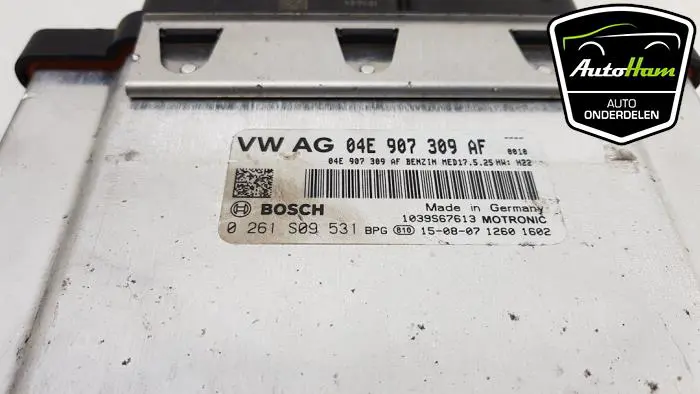 AutoHam
AUTO
ONDERDELEN
VW AG 04E 907 309 AF ----
0010
04E 907 309 AF BENZIN MED17.5.25 HW: H22
BOSCH
Made in Germany
1039S67613 MOTRONIC
0 261 S09 531 BPG 810 15-08-07 1260 1602